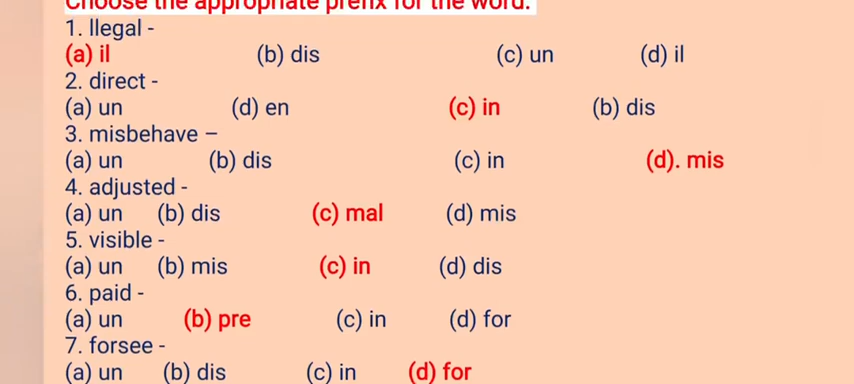 Choose the appropriate prefix for the word.
1. llegal -
(a) il (b) dis (c) un (d) il
2. direct -
(a) un (d) en (c) in (b) dis
3. misbehave –
(a) un (b) dis (c) in (d). mis
4. adjusted -
(a) un (b) dis (c) mal (d) mis
5. visible -
(a) un (b) mis (c) in (d) dis
6. paid -
(a) un (b) pre (c) in (d) for
7. forsee -
(a) un (b) dis (c) in (d) for